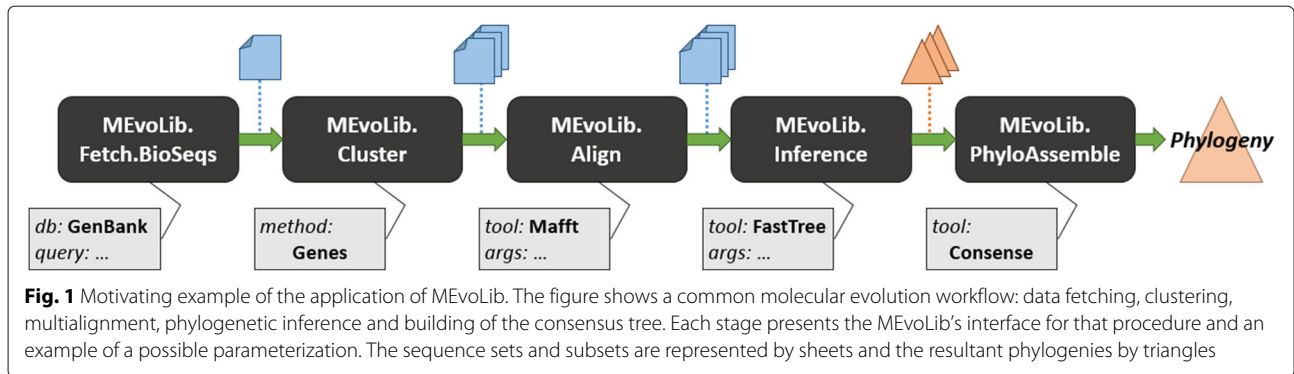 MEvoLib.
Fetch.BioSeqs
MEvoLib.
Cluster
MEvoLib.
Align
MEvoLib.
Inference
MEvoLib.
PhyloAssemble
Phylogeny
db: GenBank
query: ...
method:
Genes
tool: Mafft
args: ...
tool: FastTree
args: ...
tool:
Consense
Fig. 1 Motivating example of the application of MEvoLib. The figure shows a common molecular evolution workflow: data fetching, clustering,
multialignment, phylogenetic inference and building of the consensus tree. Each stage presents the MEvoLib's interface for that procedure and an
example of a possible parameterization. The sequence sets and subsets are represented by sheets and the resultant phylogenies by triangles